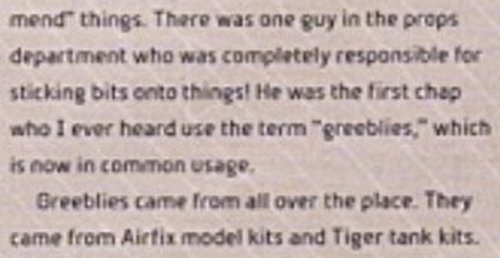 mend" things. There was one guy in the props
department who was completely responsible for
sticking bits onto things! He was the first chap
who I ever heard use the term "greeblies," which
is now in common usage.
Greeblies came from all over the place. They
came from Airfix model kits and Tiger tank kits.